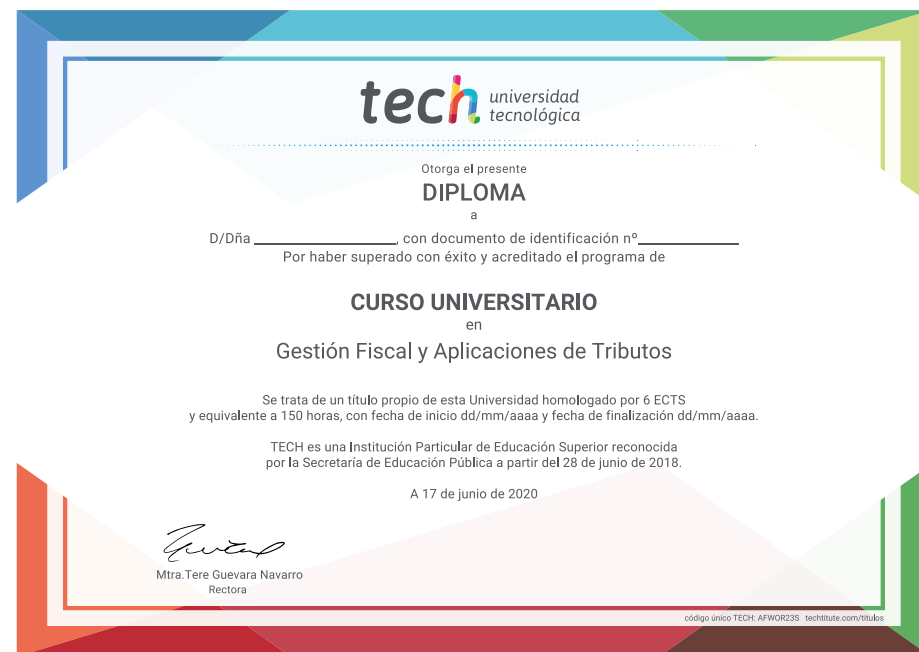 tech universidad
tecnológica
Otorga el presente
DIPLOMA
a
D/Dña ____________________, con documento de identificación nº______________
Por haber superado con éxito y acreditado el programa de
CURSO UNIVERSITARIO
en
Gestión Fiscal y Aplicaciones de Tributos
Se trata de un título propio de esta Universidad homologado por 6 ECTS
y equivalente a 150 horas, con fecha de inicio dd/mm/aaaa y fecha de finalización dd/mm/aaaa.
TECH es una Institución Particular de Educación Superior reconocida
por la Secretaría de Educación Pública a partir del 28 de junio de 2018.
A 17 de junio de 2020
Mtra.Tere Guevara Navarro
Rectora
código único TECH: AFWOR23S techtitute.com/titulos